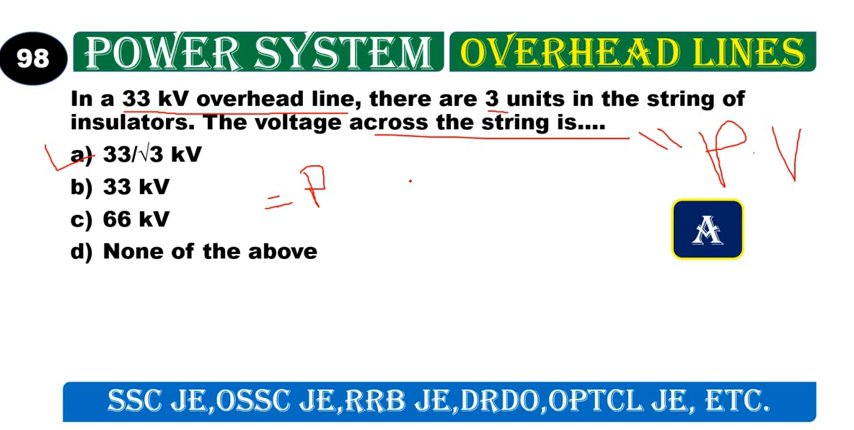 98
POWER SYSTEM OVERHEAD LINES
In a 33 kV overhead line, there are 3 units in the string of
insulators. The voltage across the string is....
a) 33/√3 kV
b) 33 kV
c) 66 kV
d) None of the above
= P
" P.V
A
SSC JE,OSSC JE,RRB JE,DRDO,OPTCL JE, ETC.